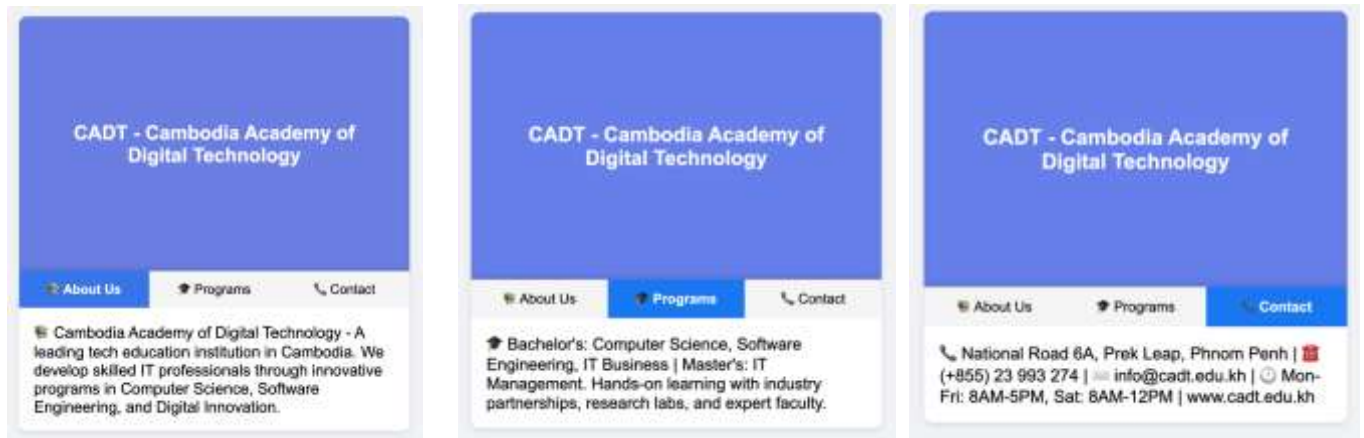 CADT - Cambodia Academy of
Digital Technology
About Us Programs Contact
Cambodia Academy of Digital Technology - A
leading tech education institution in Cambodia. We
develop skilled IT professionals through innovative
programs in Computer Science, Software
Engineering, and Digital Innovation.
CADT - Cambodia Academy of
Digital Technology
About Us Programs Contact
🎓 Bachelor's: Computer Science, Software
Engineering, IT Business | Master's: IT
Management. Hands-on learning with industry
partnerships, research labs, and expert faculty.
CADT - Cambodia Academy of
Digital Technology
About Us Programs Contact
📞 National Road 6A, Prek Leap, Phnom Penh | ☎️
(+855) 23 993 274 | ✉️ info@cadt.edu.kh | 🕒 Mon-
Fri: 8AM-5PM, Sat: 8AM-12PM | www.cadt.edu.kh